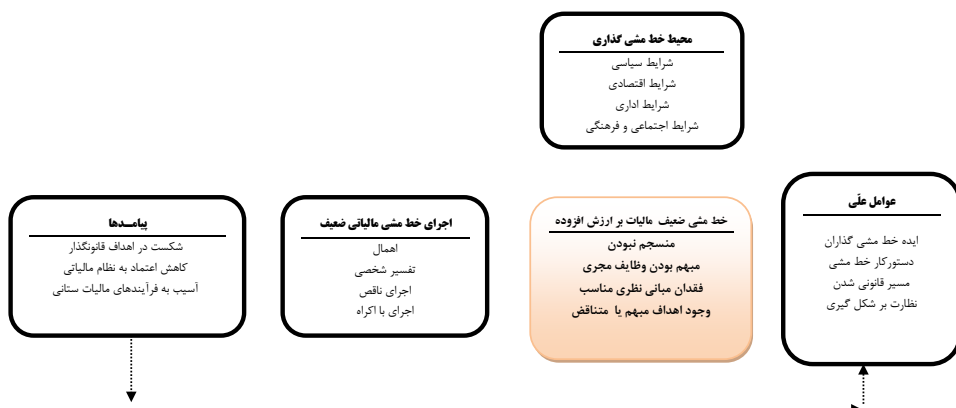 محیط خط مشی گذاری
شرایط سیاسی
شرایط اقتصادی
شرایط اداری
شرایط اجتماعی و فرهنگی
عوامل علّی
ایده خط مشی گذاران
دستورکار خط مشی
مسیر قانونی شدن
نظارت بر شکل گیری
خط مشی ضعیف مالیات بر ارزش افزوده
منسجم نبودن
مبهم بودن وظایف مجری
فقدان مبانی نظری مناسب
وجود اهداف مبهم یا متناقض
اجرای خط مشی مالیاتی ضعیف
اهمال
تفسیر شخصی
اجرای ناقص
اجرای با اکراه
پیامـدها
شکست در اهداف قانونگذار
کاهش اعتماد به نظام مالیاتی
آسیب به فرآیندهای مالیات ستانی